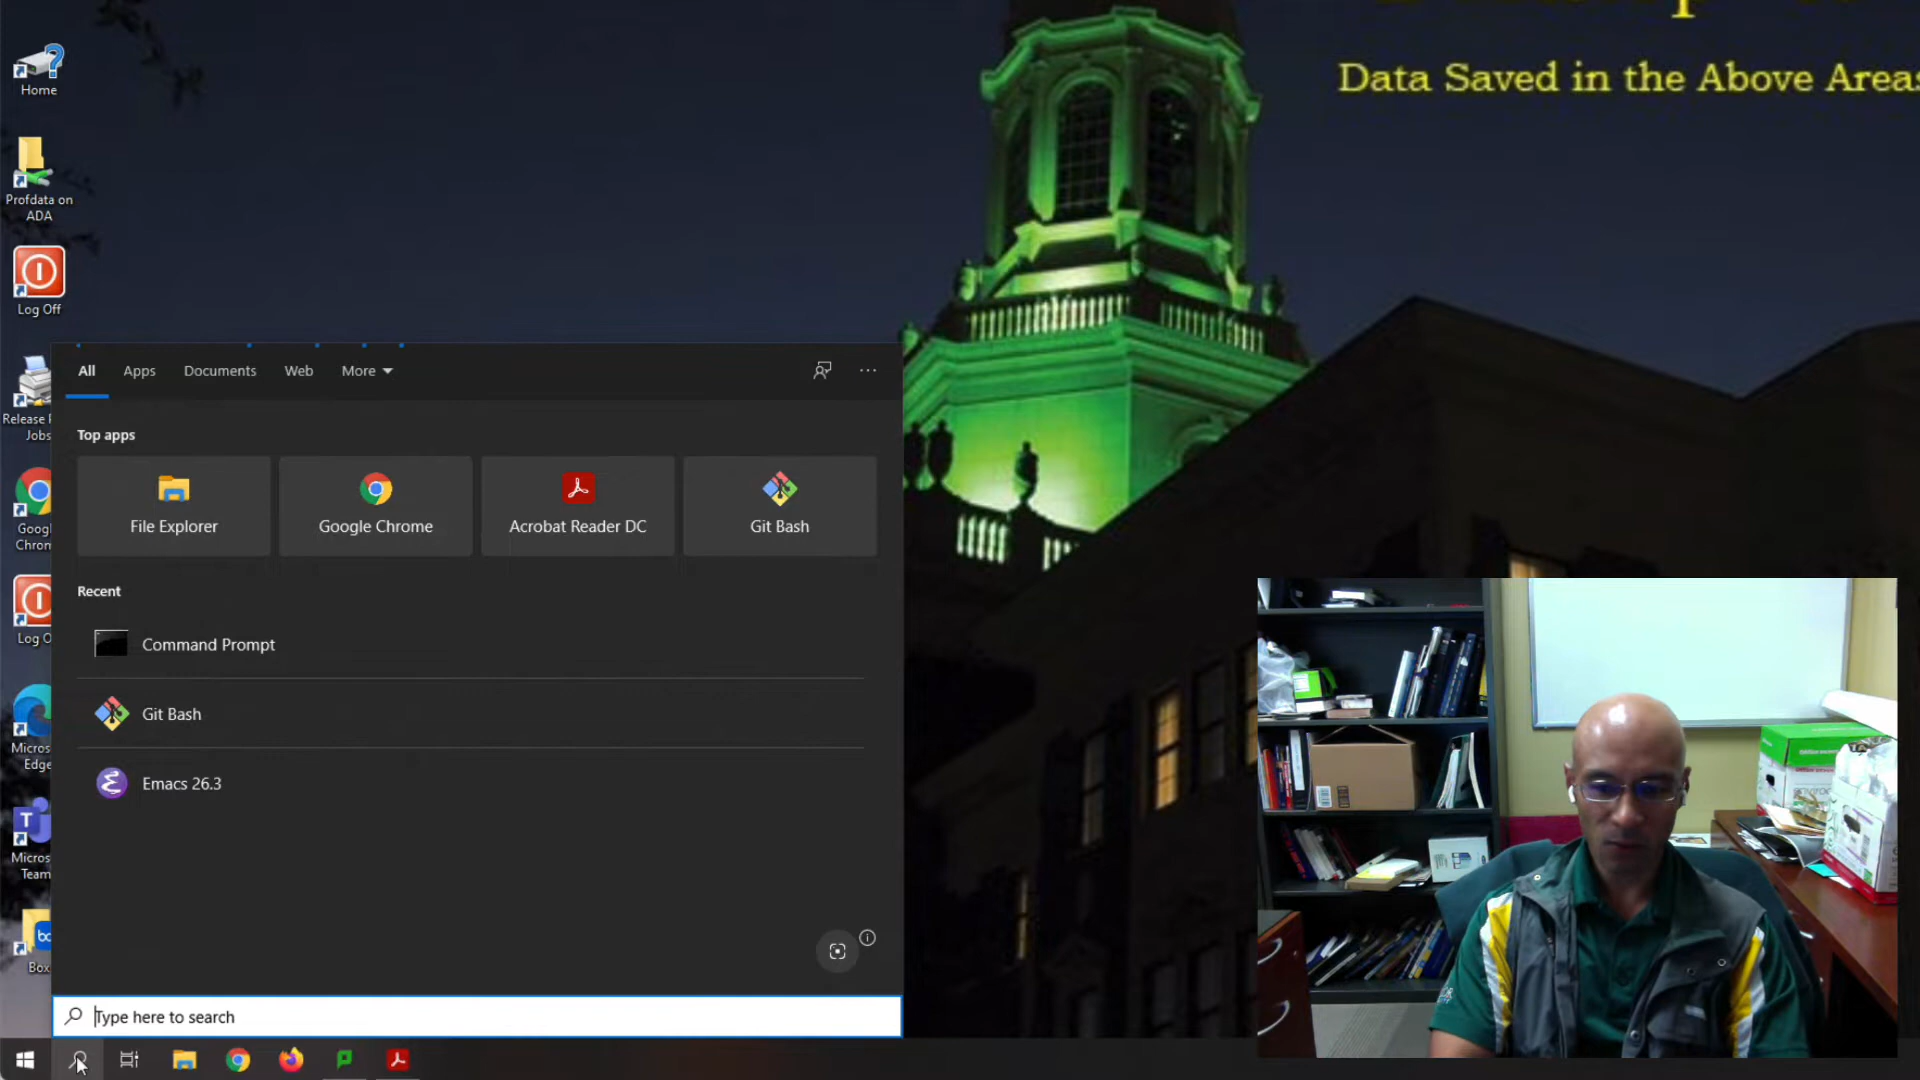 Data Saved in the Above Areas
Home
Profdata on
ADA
Log Off
Release
Jobs
Goog
Chrom
Log O
Micros
Edge
Micros
Team
Box
All
Apps
Documents
Web
More
Top apps
File Explorer
Google Chrome
Acrobat Reader DC
Git Bash
Recent
Command Prompt
Git Bash
Emacs 26.3
Type here to search